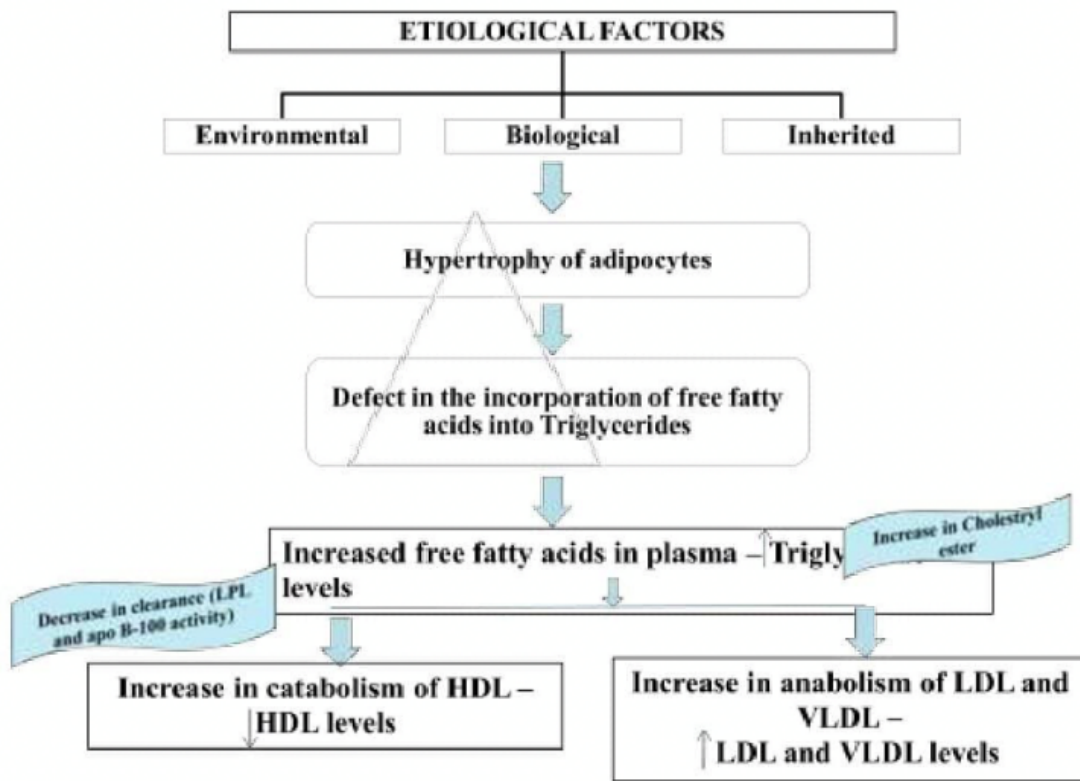 ETIOLOGICAL FACTORS
Environmental
Biological
Inherited
Hypertrophy of adipocytes
Defect in the incorporation of free fatty
acids into Triglycerides
Increase in Cholestryl
ester
Increased free fatty acids in plasma – ↑Trigly
levels
Decrease in clearance (LPL
and apo B-100 activity)
Increase in catabolism of HDL –
↓HDL levels
Increase in anabolism of LDL and
VLDL –
↑ LDL and VLDL levels